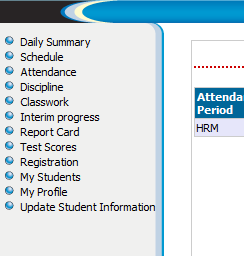 Daily Summary
Schedule
Attendance
Discipline
Classwork
Interim progress
Report Card
Test Scores
Registration
My Students
My Profile
Update Student Information
Period
HRM